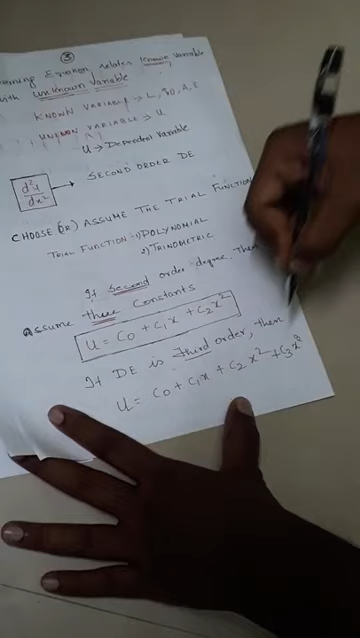 3
Equation relates known variable
with unknown variable
KNOWN VARIABLE → L, q0, A, E
UNKNOWN VARIABLE → U
U → Dependent variable
d²u/dx² → SECOND ORDER DE
CHOOSE (OR) ASSUME THE TRIAL FUNCTION
TRIAL FUNCTION → 1) POLYNOMIAL
2) TRINOMETRIC
If Second order degree. Then
Assume three Constants
U = C0 + C1x + C2x²
If DE is Third order, then
U = C0 + C1x + C2x² + C3x³